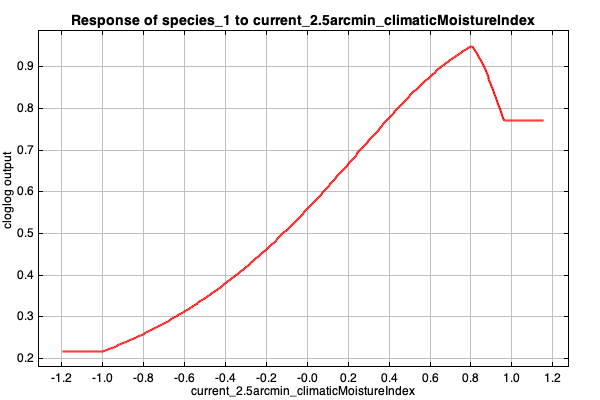 Response of species_1 to current_2.5arcmin_climaticMoistureIndex
cloglog output
0.9
0.8
0.7
0.6
0.5
0.4
0.3
0.2
-1.2 -1.0 -0.8 -0.6 -0.4 -0.2 -0.0 0.2 0.4 0.6 0.8 1.0 1.2
current_2.5arcmin_climaticMoistureIndex